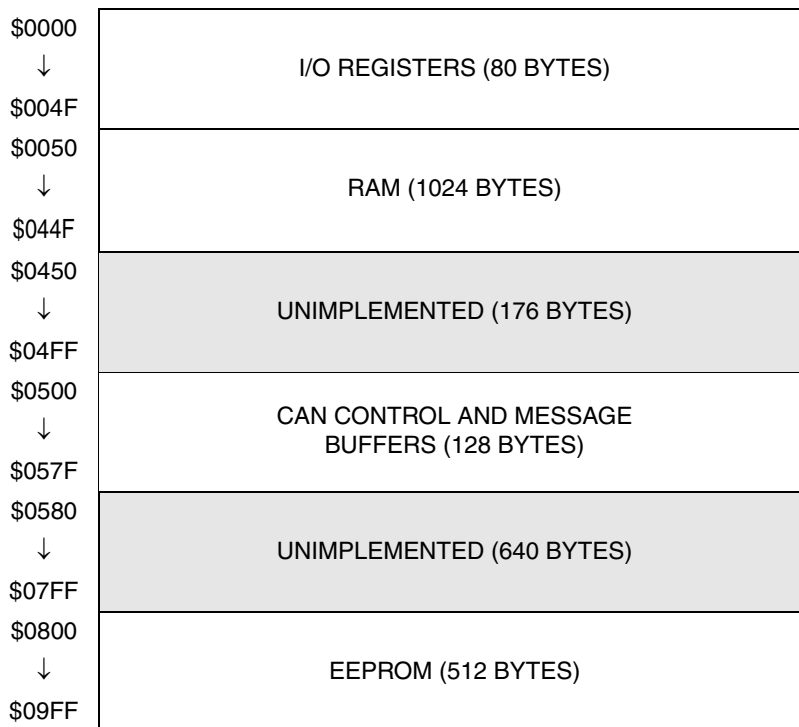 $0000
↓
$004F
I/O REGISTERS (80 BYTES)
$0050
↓
$044F
RAM (1024 BYTES)
$0450
↓
$04FF
UNIMPLEMENTED (176 BYTES)
$0500
↓
$057F
CAN CONTROL AND MESSAGE
BUFFERS (128 BYTES)
$0580
↓
$07FF
UNIMPLEMENTED (640 BYTES)
$0800
↓
$09FF
EEPROM (512 BYTES)